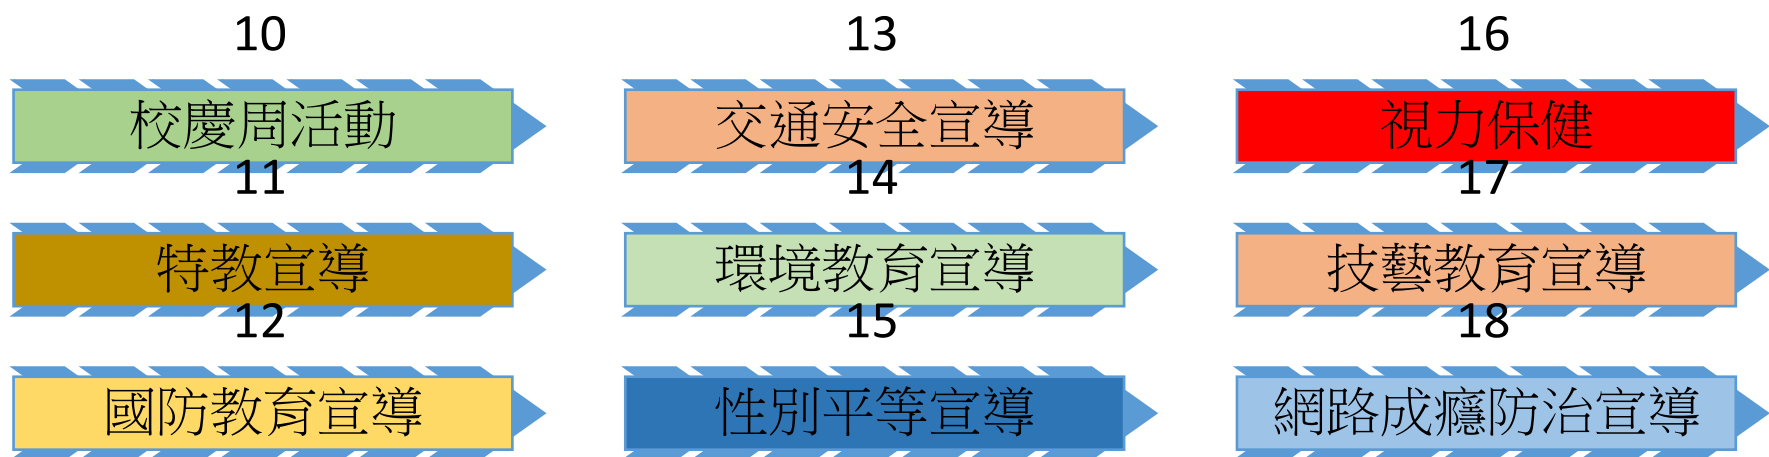 10
校慶周活動
11
特教宣導
12
國防教育宣導
13
交通安全宣導
14
環境教育宣導
15
性別平等宣導
16
視力保健
17
技藝教育宣導
18
網路成癮防治宣導